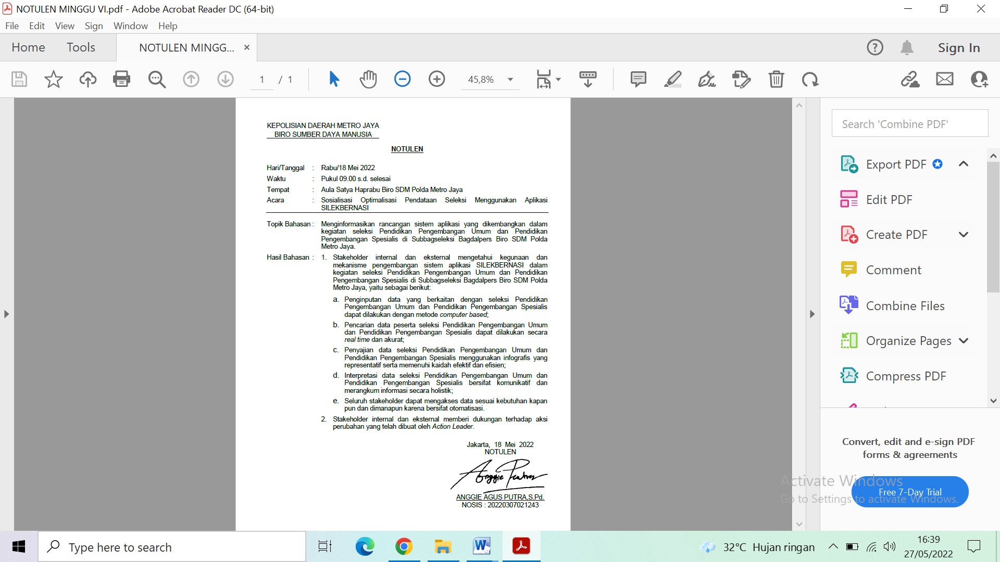 NOTULEN MINGGU VI.pdf - Adobe Acrobat Reader DC (64-bit)
File Edit View Sign Window Help
Home Tools NOTULEN MINGG... × Sign In
1 / 1 45,8%
KEPOLISIAN DAERAH METRO JAYA
BIRO SUMBER DAYA MANUSIA
NOTULEN
Hari/Tanggal : Rabu/18 Mei 2022
Waktu : Pukul 09.00 s.d. selesai
Tempat : Aula Satya Haprabu Biro SDM Polda Metro Jaya
Acara : Sosialisasi Optimalisasi Pendataan Seleksi Menggunakan Aplikasi
SILEKBERNASI
Topik Bahasan : Menginformasikan rancangan sistem aplikasi yang dikembangkan dalam
kegiatan seleksi Pendidikan Pengembangan Umum dan Pendidikan
Pengembangan Spesialis di Subbagseleksi Bagdalpers Biro SDM Polda
Metro Jaya.
Hasil Bahasan : 1. Stakeholder internal dan eksternal mengetahui kegunaan dan
mekanisme pengembangan sistem aplikasi SILEKBERNASI dalam
kegiatan seleksi Pendidikan Pengembangan Umum dan Pendidikan
Pengembangan Spesialis di Subbagseleksi Bagdalpers Biro SDM Polda
Metro Jaya, yaitu sebagai berikut:
a. Penginputan data yang berkaitan dengan seleksi Pendidikan
Pengembangan Umum dan Pendidikan Pengembangan Spesialis
dapat dilakukan dengan metode computer based;
b. Pencarian data peserta seleksi Pendidikan Pengembangan Umum
dan Pendidikan Pengembangan Spesialis dapat dilakukan secara
real time dan akurat;
c. Penyajian data seleksi Pendidikan Pengembangan Umum dan
Pendidikan Pengembangan Spesialis menggunakan infografis yang
representatif serta memenuhi kaidah efektif dan efisien;
d. Interpretasi data seleksi Pendidikan Pengembangan Umum dan
Pendidikan Pengembangan Spesialis bersifat komunikatif dan
merangkum informasi secara holistik;
e. Seluruh stakeholder dapat mengakses data sesuai kebutuhan kapan
pun dan dimanapun karena bersifat otomatisasi.
2. Stakeholder internal dan eksternal memberi dukungan terhadap aksi
perubahan yang telah dibuat oleh Action Leader.
Jakarta, 18 Mei 2022
NOTULEN
Anggie Putra
ANGGIE AGUS PUTRA,S.Pd.
NOSIS : 20220307021243
Search 'Combine PDF'
Export PDF
Edit PDF
Create PDF
Comment
Combine Files
Organize Pages
Compress PDF
Convert, edit and e-sign PDF
forms & agreements
Free 7-Day Trial
Activate Windows
Go to Settings to activate Windows.
Type here to search
32°C Hujan ringan
16:39
27/05/2022